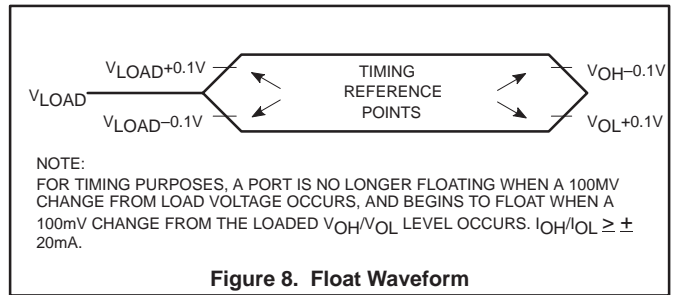 VLOAD+0.1V TIMING VOH–0.1V
VLOAD REFERENCE
VLOAD–0.1V POINTS VOL+0.1V
NOTE:
FOR TIMING PURPOSES, A PORT IS NO LONGER FLOATING WHEN A 100MV
CHANGE FROM LOAD VOLTAGE OCCURS, AND BEGINS TO FLOAT WHEN A
100mV CHANGE FROM THE LOADED VOH/VOL LEVEL OCCURS. IOH/IOL ≥ ±
20mA.
Figure 8. Float Waveform